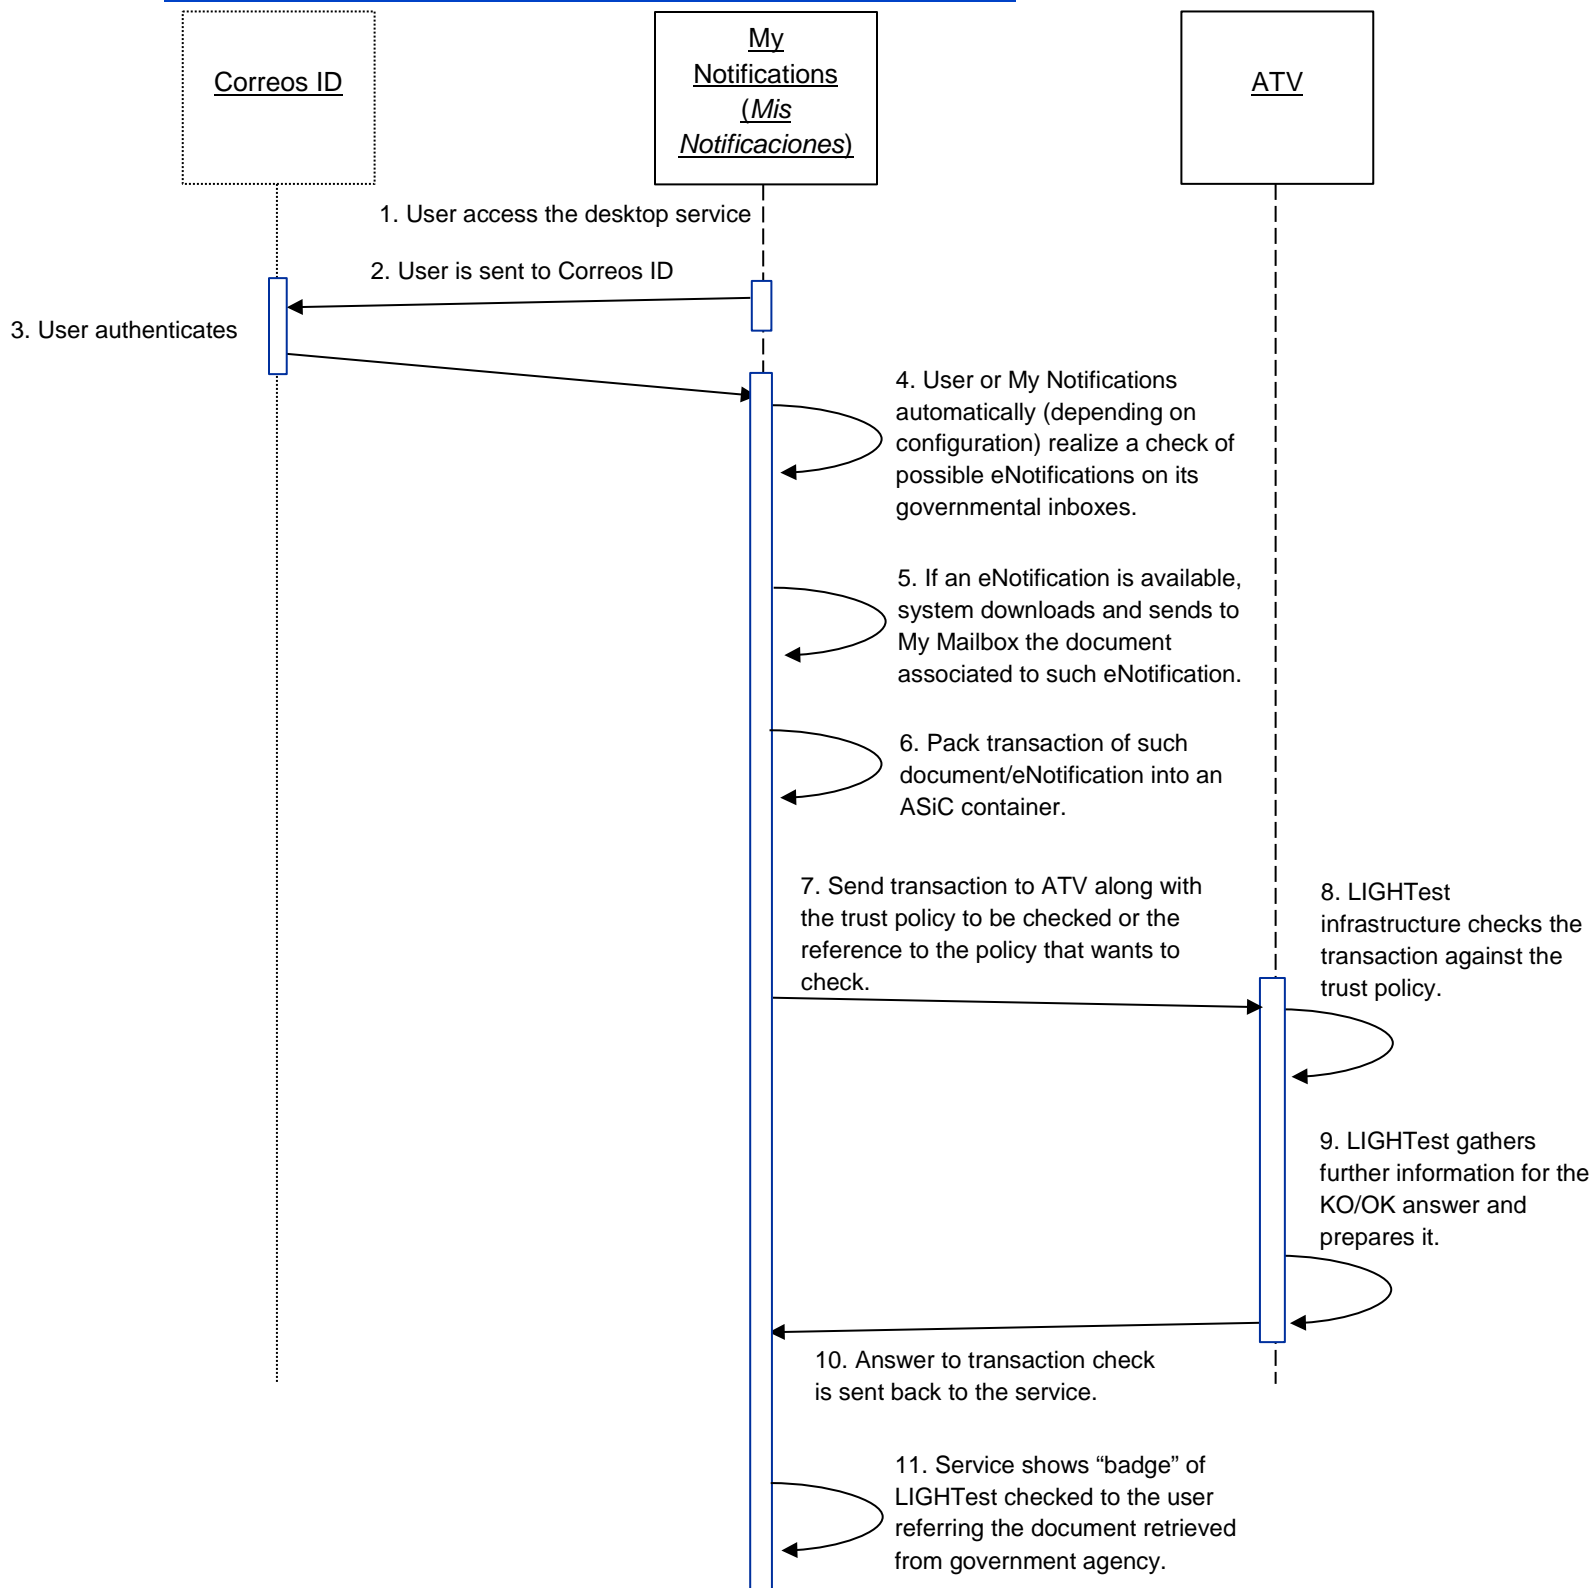 Correos ID
My
Notifications
(Mis
Notificaciones)
ATV
1. User access the desktop service
2. User is sent to Correos ID
3. User authenticates
4. User or My Notifications
automatically (depending on
configuration) realize a check of
possible eNotifications on its
governmental inboxes.
5. If an eNotification is available,
system downloads and sends to
My Mailbox the document
associated to such eNotification.
6. Pack transaction of such
document/eNotification into an
ASiC container.
7. Send transaction to ATV along with
the trust policy to be checked or the
reference to the policy that wants to
check.
8. LIGHTest
infrastructure checks the
transaction against the
trust policy.
9. LIGHTest gathers
further information for the
KO/OK answer and
prepares it.
10. Answer to transaction check
is sent back to the service.
11. Service shows “badge” of
LIGHTest checked to the user
referring the document retrieved
from government agency.